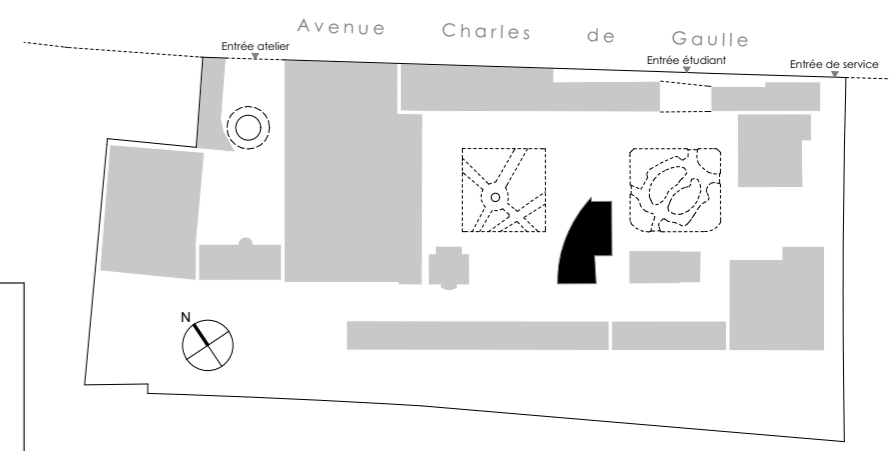 Avenue Charles de Gaulle
Entrée atelier
Entrée étudiant
Entrée de service
N